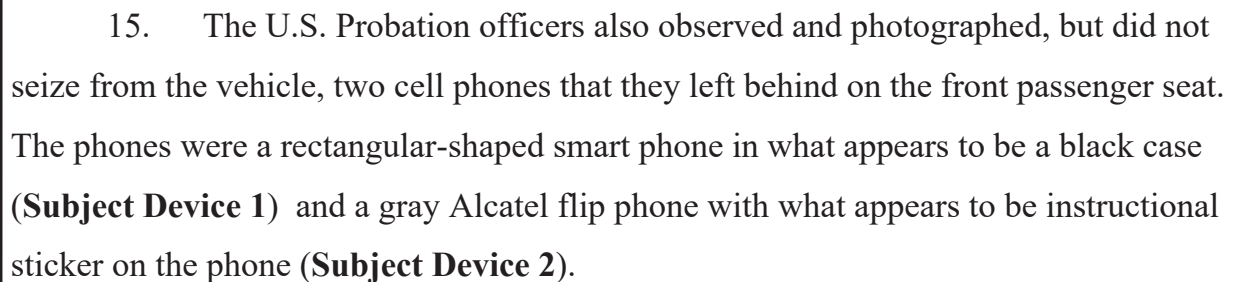 15. The U.S. Probation officers also observed and photographed, but did not
seize from the vehicle, two cell phones that they left behind on the front passenger seat.
The phones were a rectangular-shaped smart phone in what appears to be a black case
(Subject Device 1) and a gray Alcatel flip phone with what appears to be instructional
sticker on the phone (Subject Device 2).